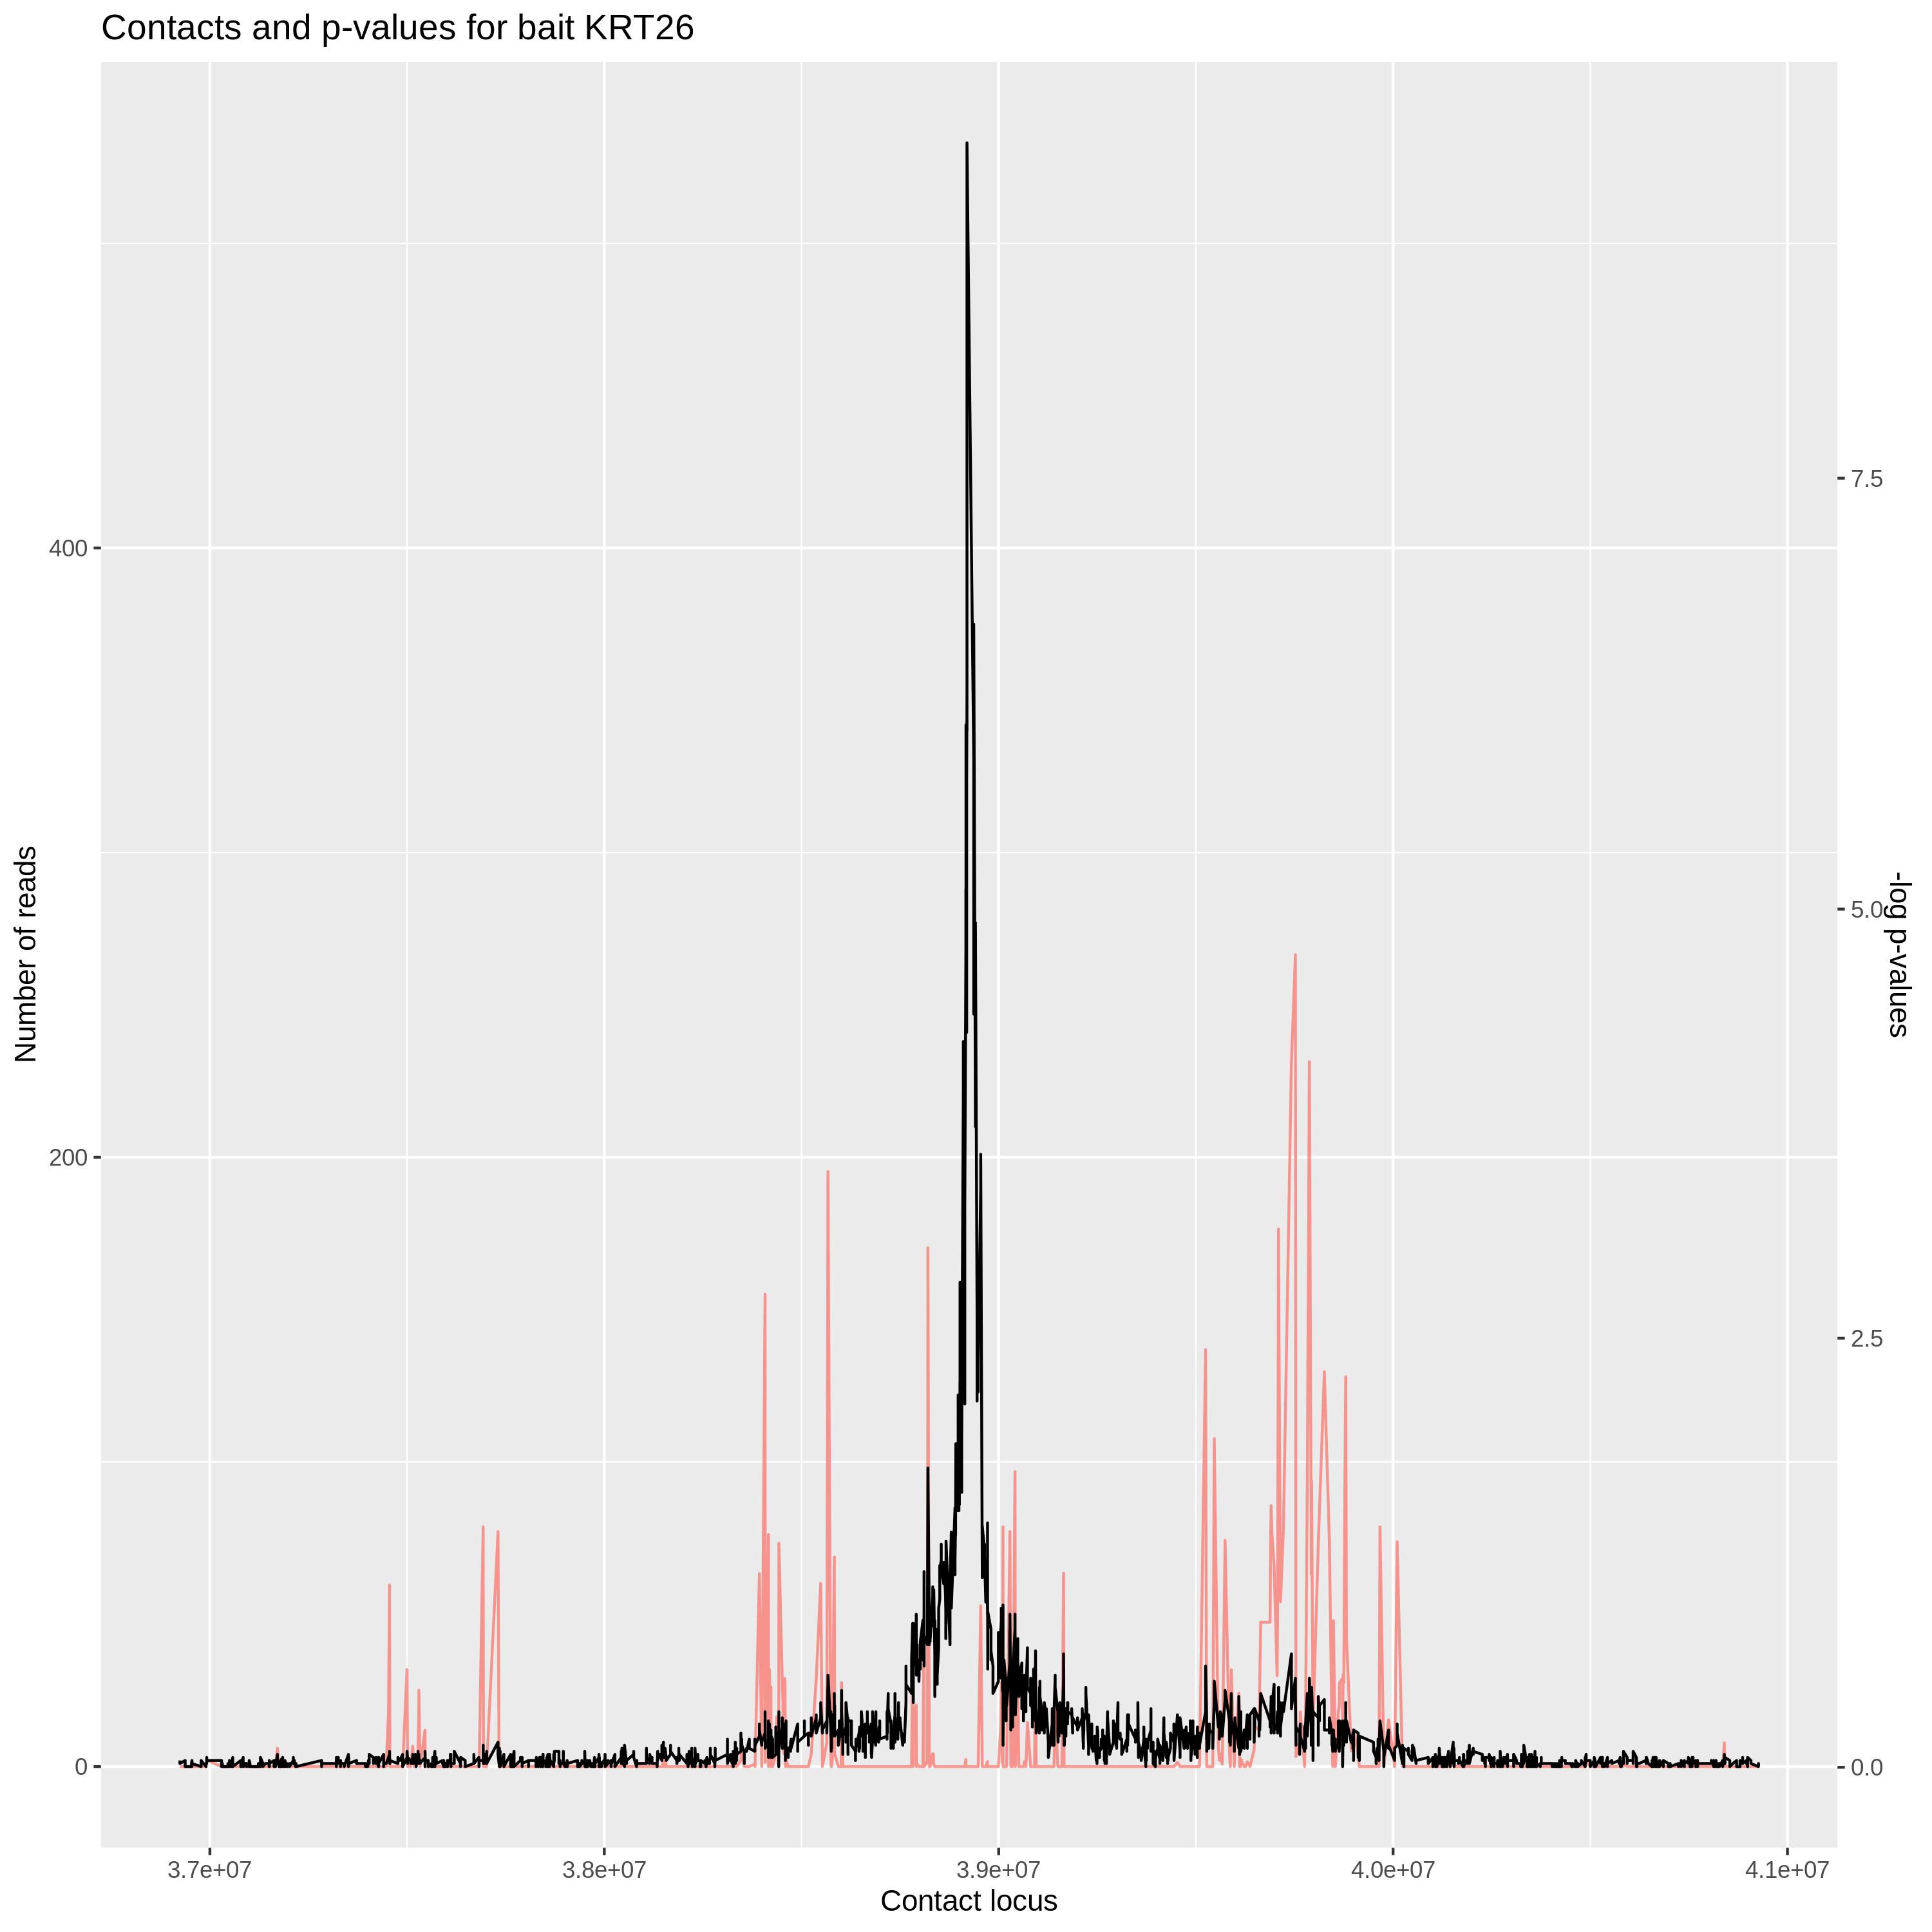 Contacts and p-values for bait KRT26
Number of reads
400
200
0
7.5
5.0
2.5
0.0
-log p-values
3.7e+07
3.8e+07
3.9e+07
4.0e+07
4.1e+07
Contact locus